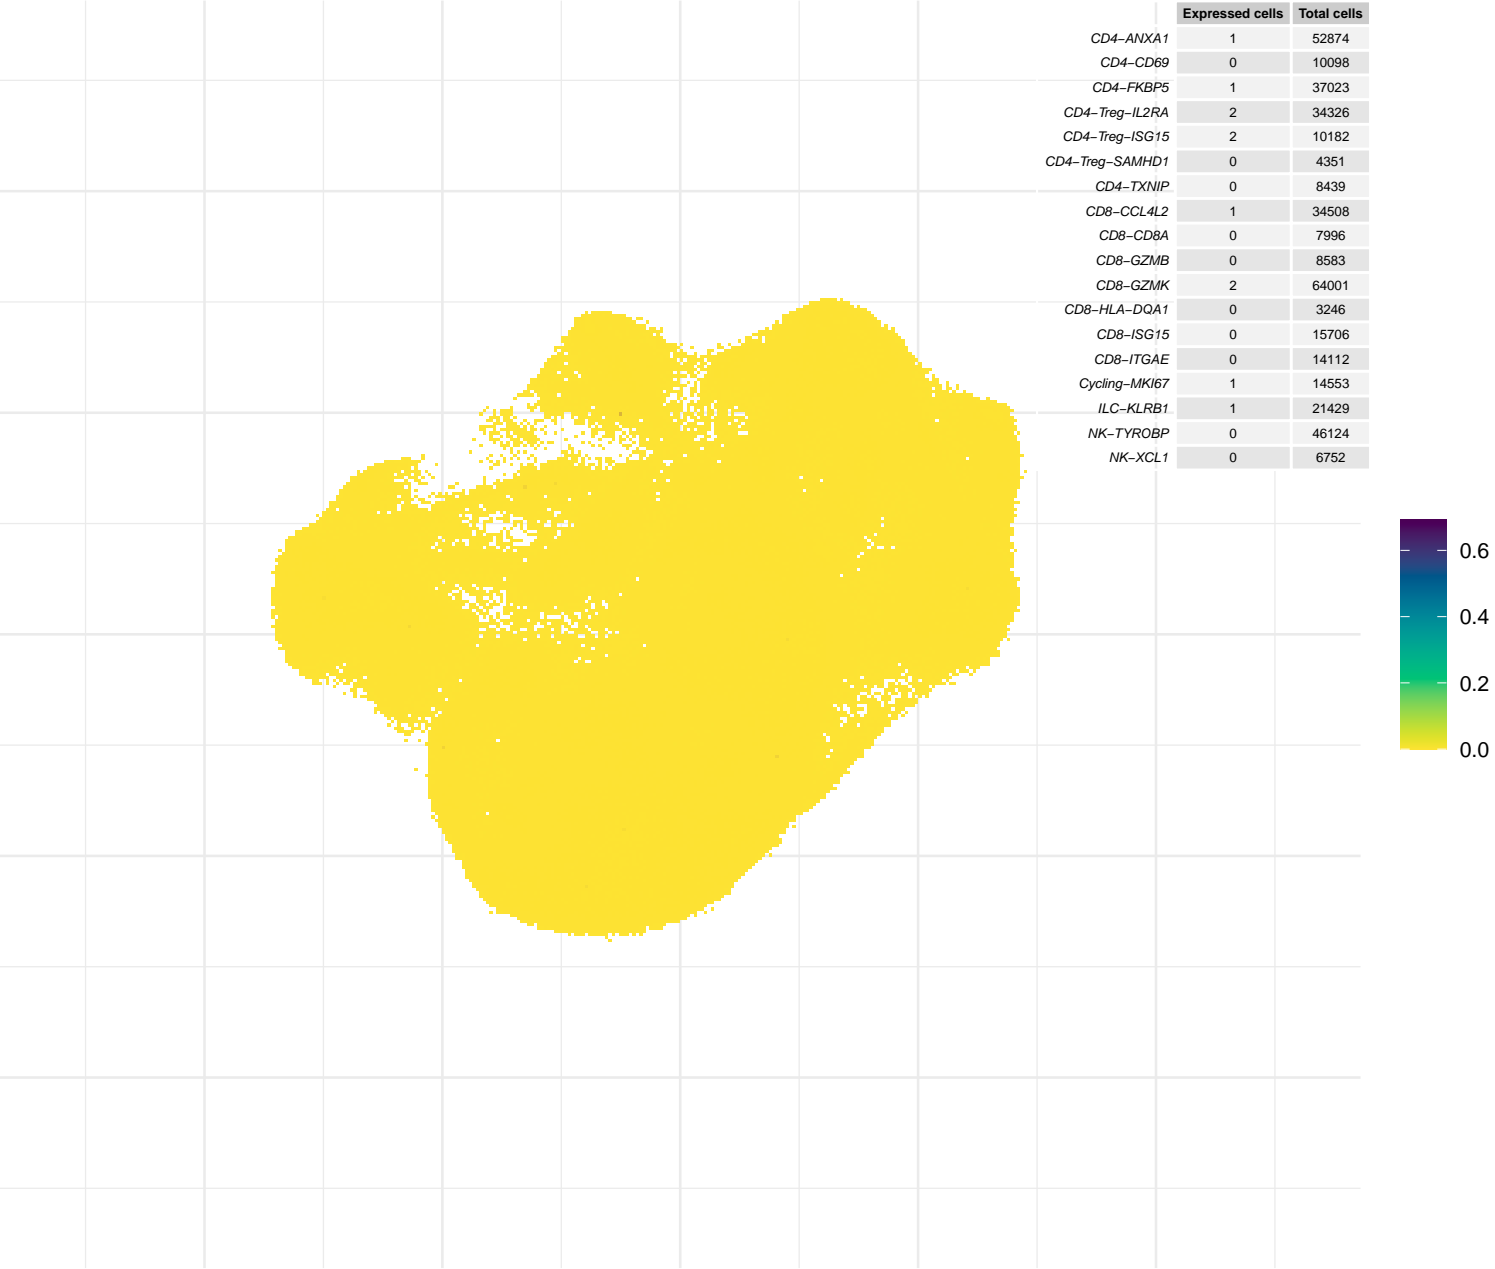 Expressed cells Total cells
CD4−ANXA1 1 52874
CD4−CD69 0 10098
CD4−FKBP5 1 37023
CD4−Treg−IL2RA 2 34326
CD4−Treg−ISG15 2 10182
CD4−Treg−SAMHD1 0 4351
CD4−TXNIP 0 8439
CD8−CCL4L2 1 34508
CD8−CD8A 0 7996
CD8−GZMB 0 8583
CD8−GZMK 2 64001
CD8−HLA−DQA1 0 3246
CD8−ISG15 0 15706
CD8−ITGAE 0 14112
Cycling−MKI67 1 14553
ILC−KLRB1 1 21429
NK−TYROBP 0 46124
NK−XCL1 0 6752
0.6
0.4
0.2
0.0